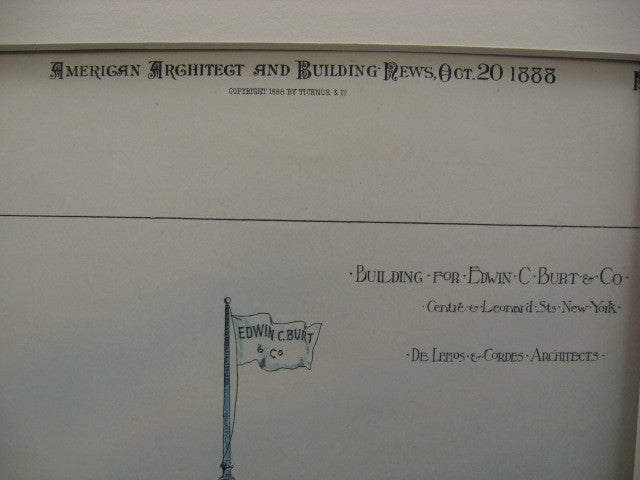 American Architect and Building News, Oct. 20 1888
COPYRIGHT 1888 BY TICKNOR & CO
· Building · for · Edwin · C · Burt · & · Co ·
· Centre · & · Leonard · Sts · New · York ·
· De Lemos · & · Cordes · Architects ·
EDWIN C. BURT
& CO